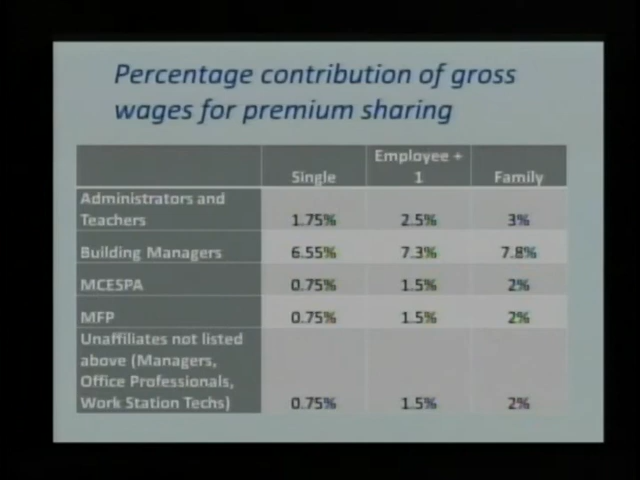 Percentage contribution of gross
wages for premium sharing
Single
Employee +
1
Family
Administrators and
Teachers
1.75%
2.5%
3%
Building Managers
6.55%
7.3%
7.8%
MCESPA
0.75%
1.5%
2%
MFP
0.75%
1.5%
2%
Unaffiliates not listed
above (Managers,
Office Professionals,
Work Station Techs)
0.75%
1.5%
2%